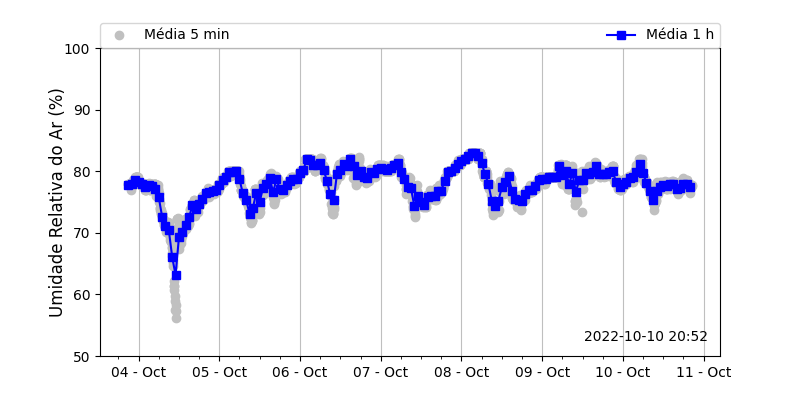 Média 5 min
Média 1 h
Umidade Relativa do Ar (%)
100
90
80
70
60
50
2022-10-10 20:52
04 - Oct
05 - Oct
06 - Oct
07 - Oct
08 - Oct
09 - Oct
10 - Oct
11 - Oct